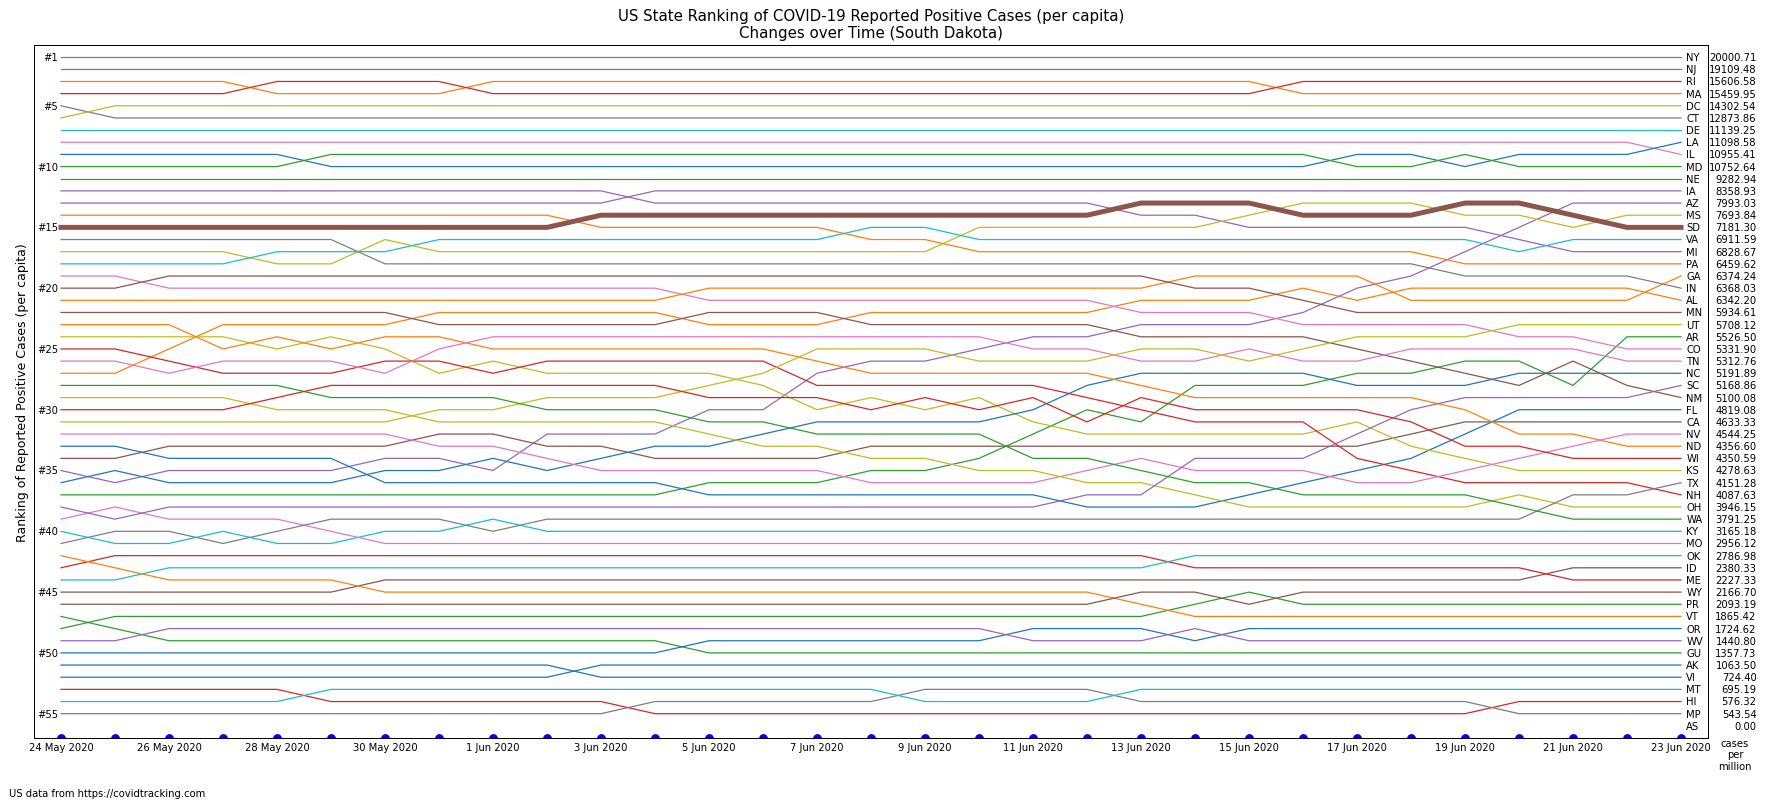 US State Ranking of COVID-19 Reported Positive Cases (per capita)
Changes over Time (South Dakota)
Ranking of Reported Positive Cases (per capita)
#1
#5
#10
#15
#20
#25
#30
#35
#40
#45
#50
#55
NY 20000.71
NJ 19109.48
RI 15606.58
MA 15459.95
DC 14302.54
CT 12873.86
DE 11139.25
LA 11098.58
IL 10955.41
MD 10752.64
NE 9282.94
IA 8358.93
AZ 7993.03
MS 7693.84
SD 7181.30
VA 6911.59
MI 6828.67
PA 6459.62
GA 6374.24
IN 6368.03
AL 6342.20
MN 5934.61
UT 5708.12
AR 5526.50
CO 5331.90
TN 5312.76
NC 5191.89
SC 5168.86
NM 5100.08
FL 4819.08
CA 4633.33
NV 4544.25
ND 4356.60
WI 4350.59
KS 4278.63
TX 4151.28
NH 4087.63
OH 3946.15
WA 3791.25
KY 3165.18
MO 2956.12
OK 2786.98
ID 2380.33
ME 2227.33
WY 2166.70
PR 2093.19
VT 1865.42
OR 1724.62
WV 1440.80
GU 1357.73
AK 1063.50
VI 724.40
MT 695.19
HI 576.32
MP 543.54
AS 0.00
24 May 2020 26 May 2020 28 May 2020 30 May 2020 1 Jun 2020 3 Jun 2020 5 Jun 2020 7 Jun 2020 9 Jun 2020 11 Jun 2020 13 Jun 2020 15 Jun 2020 17 Jun 2020 19 Jun 2020 21 Jun 2020 23 Jun 2020
cases
per
million
US data from https://covidtracking.com